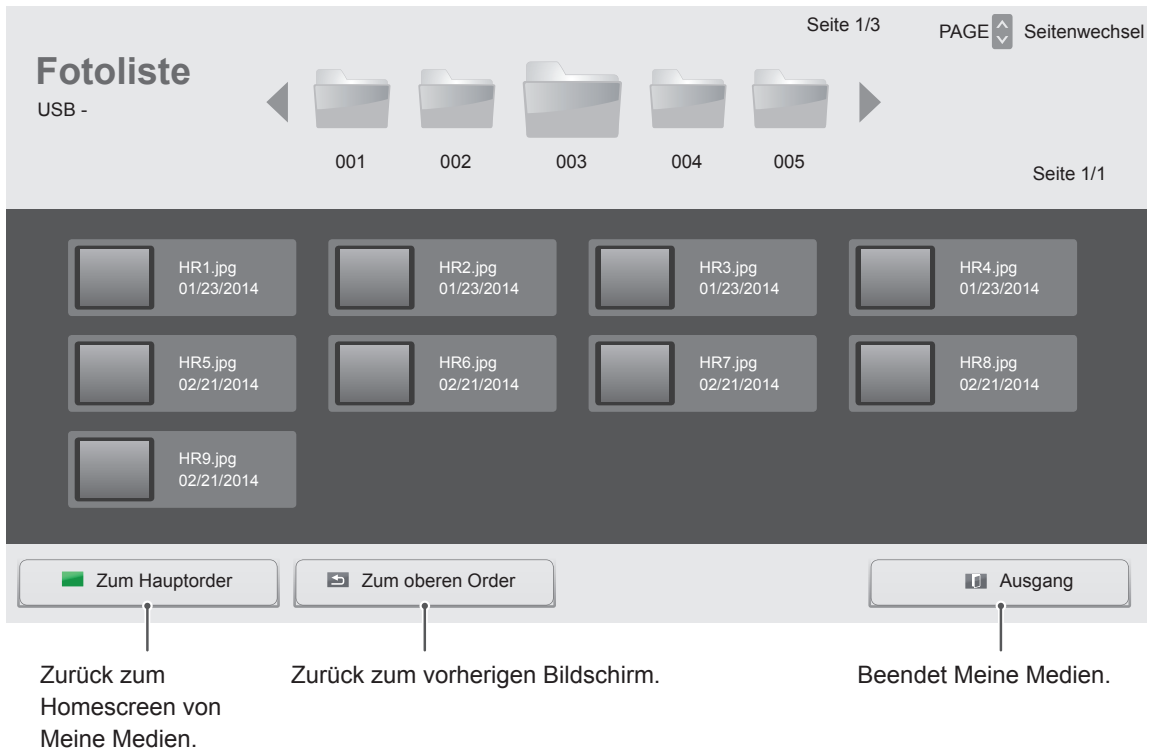 Seite 1/3
PAGE Seitenwechsel
Fotoliste
USB -
001 002 003 004 005
Seite 1/1
HR1.jpg
01/23/2014
HR2.jpg
01/23/2014
HR3.jpg
01/23/2014
HR4.jpg
01/23/2014
HR5.jpg
02/21/2014
HR6.jpg
02/21/2014
HR7.jpg
02/21/2014
HR8.jpg
02/21/2014
HR9.jpg
02/21/2014
Zum Hauptorder
Zum oberen Order
Ausgang
Zurück zum
Homescreen von
Meine Medien.
Zurück zum vorherigen Bildschirm.
Beendet Meine Medien.